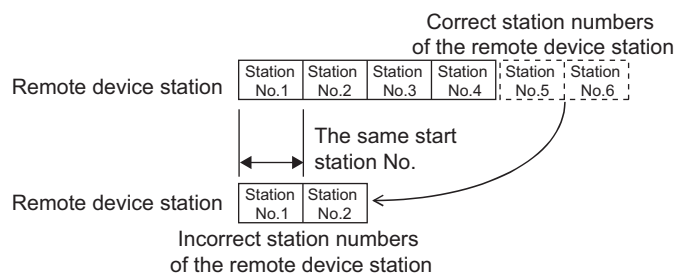 Correct station numbers
of the remote device station
Remote device station
Station No.1
Station No.2
Station No.3
Station No.4
Station No.5
Station No.6
The same start
station No.
Remote device station
Station No.1
Station No.2
Incorrect station numbers
of the remote device station